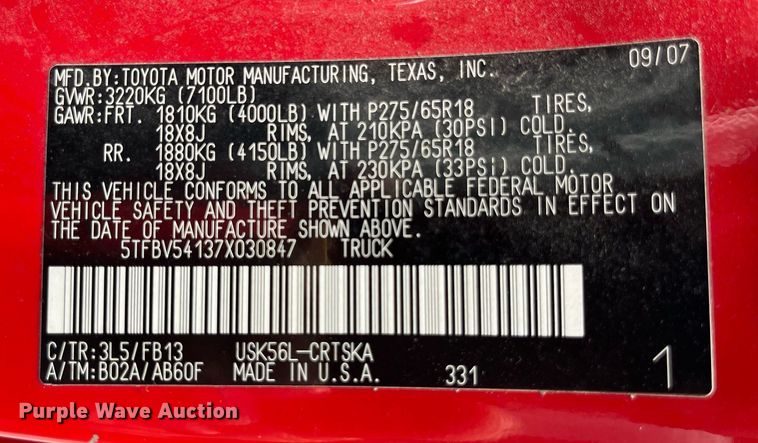 09/07
MFD.BY:TOYOTA MOTOR MANUFACTURING, TEXAS, INC.
GVWR:3220KG (7100LB)
GAWR:FRT. 1810KG (4000LB) WITH P275/65R18 TIRES,
18X8J RIMS, AT 210KPA (30PSI) COLD.
RR. 1880KG (4150LB) WITH P275/65R18 TIRES,
18X8J RIMS, AT 230KPA (33PSI) COLD.
THIS VEHICLE CONFORMS TO ALL APPLICABLE FEDERAL MOTOR
VEHICLE SAFETY AND THEFT PREVENTION STANDARDS IN EFFECT ON
THE DATE OF MANUFACTURE SHOWN ABOVE.
5TFBV54137X030847 TRUCK
C/TR:3L5/FB13 USK56L-CRTSKA
A/TM:B02A/AB60F MADE IN U.S.A. 331 1
Purple Wave Auction